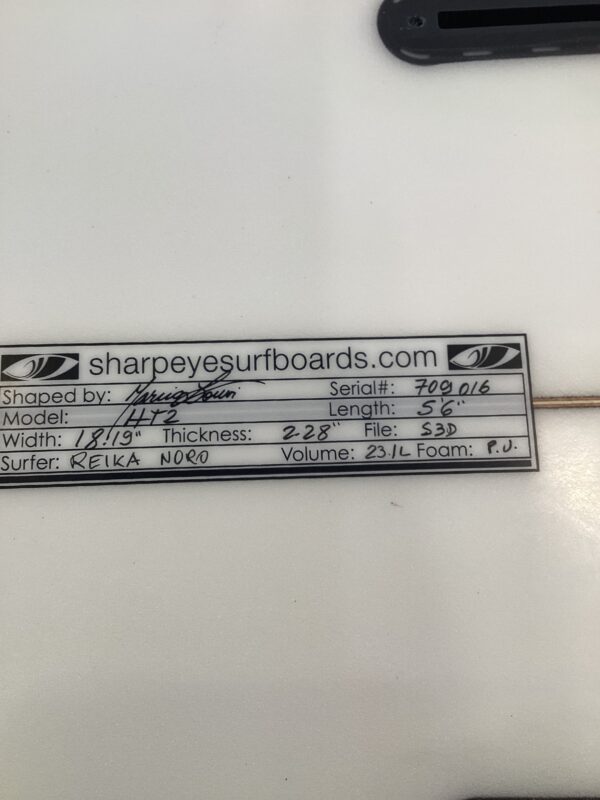 sharpeyesurfboards.com
Shaped by: Serial#: 709016
Model: HT2 Length: 5'6"
Width: 18.19" Thickness: 2.28" File: S3D
Surfer: REIKA NORO Volume: 23.1L Foam: P.U.